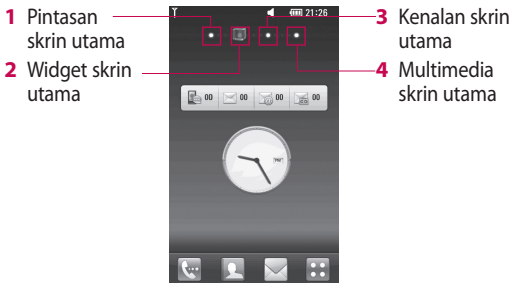 1 Pintasan
skrin utama
2 Widget skrin
utama
21:26
00 00 00 00
PM
3 Kenalan skrin
utama
4 Multimedia
skrin utama